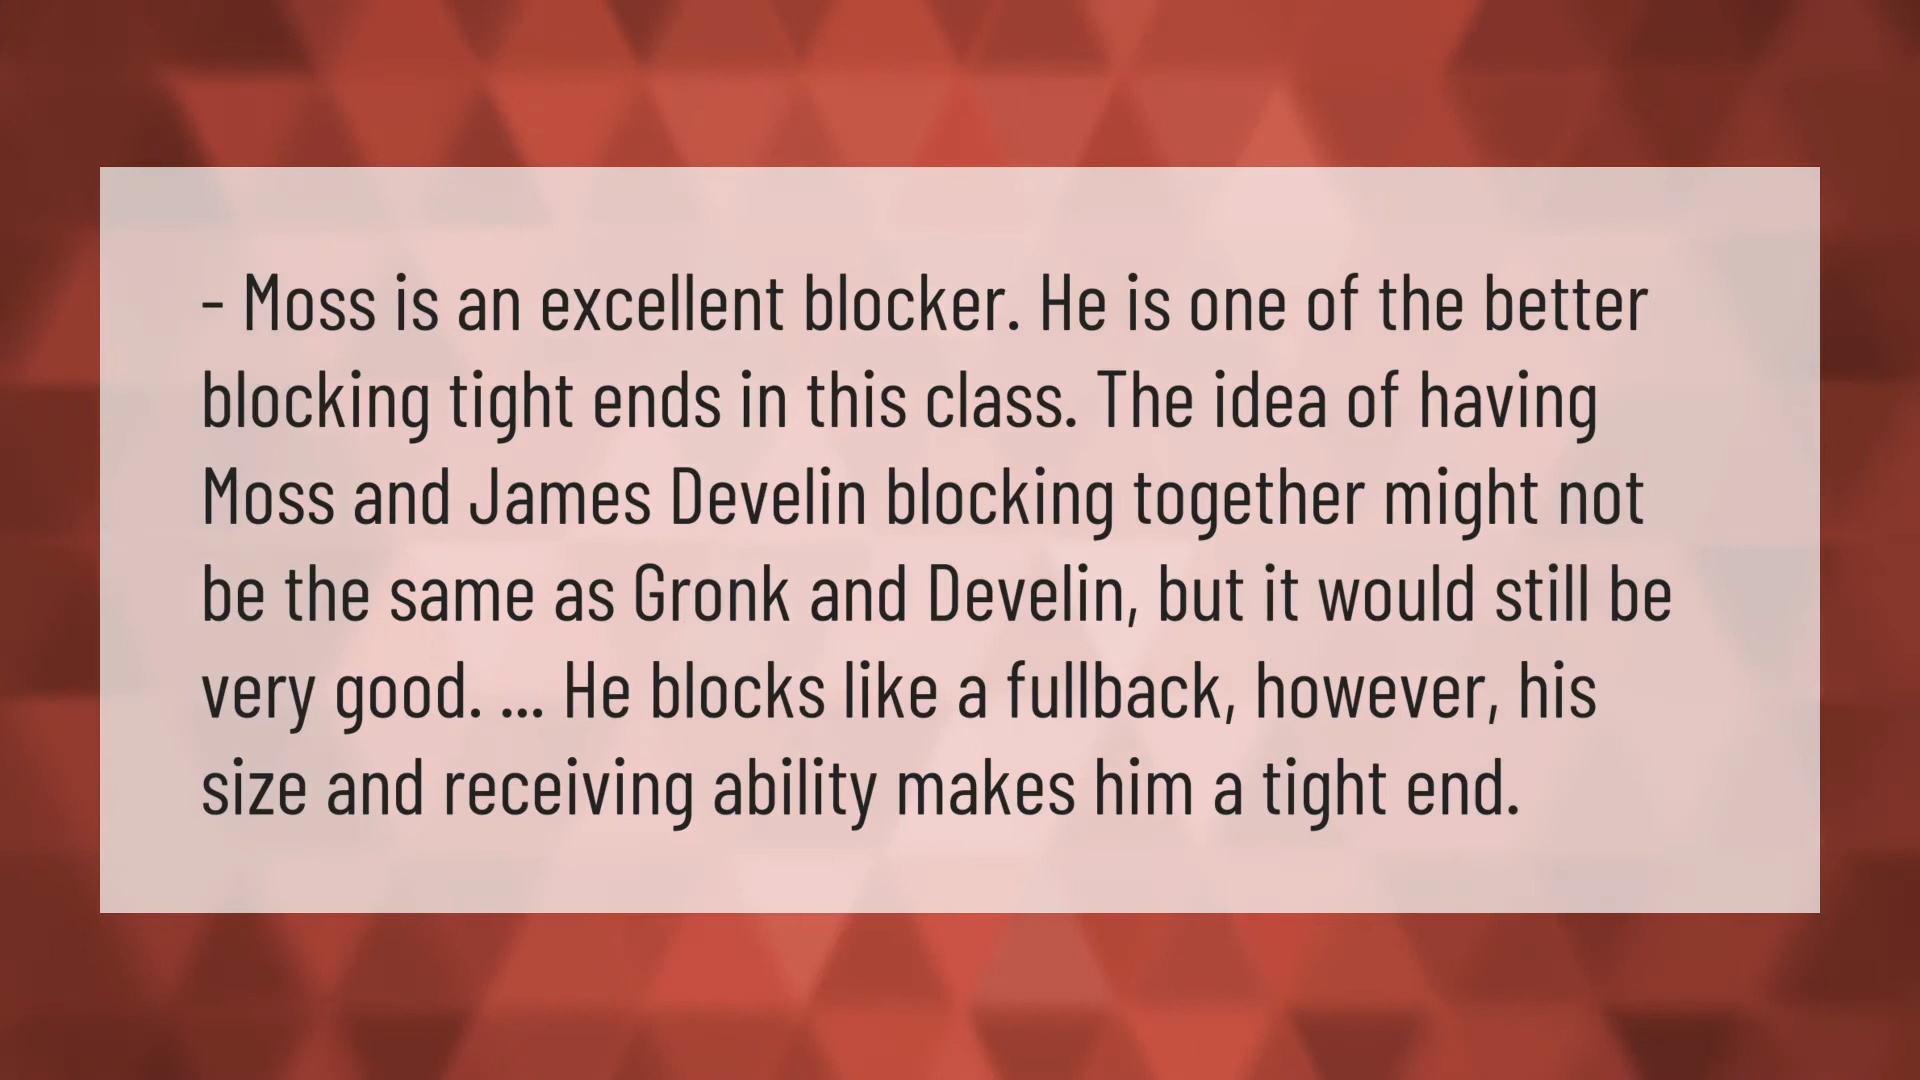 - Moss is an excellent blocker. He is one of the better
blocking tight ends in this class. The idea of having
Moss and James Develin blocking together might not
be the same as Gronk and Develin, but it would still be
very good. ... He blocks like a fullback, however, his
size and receiving ability makes him a tight end.